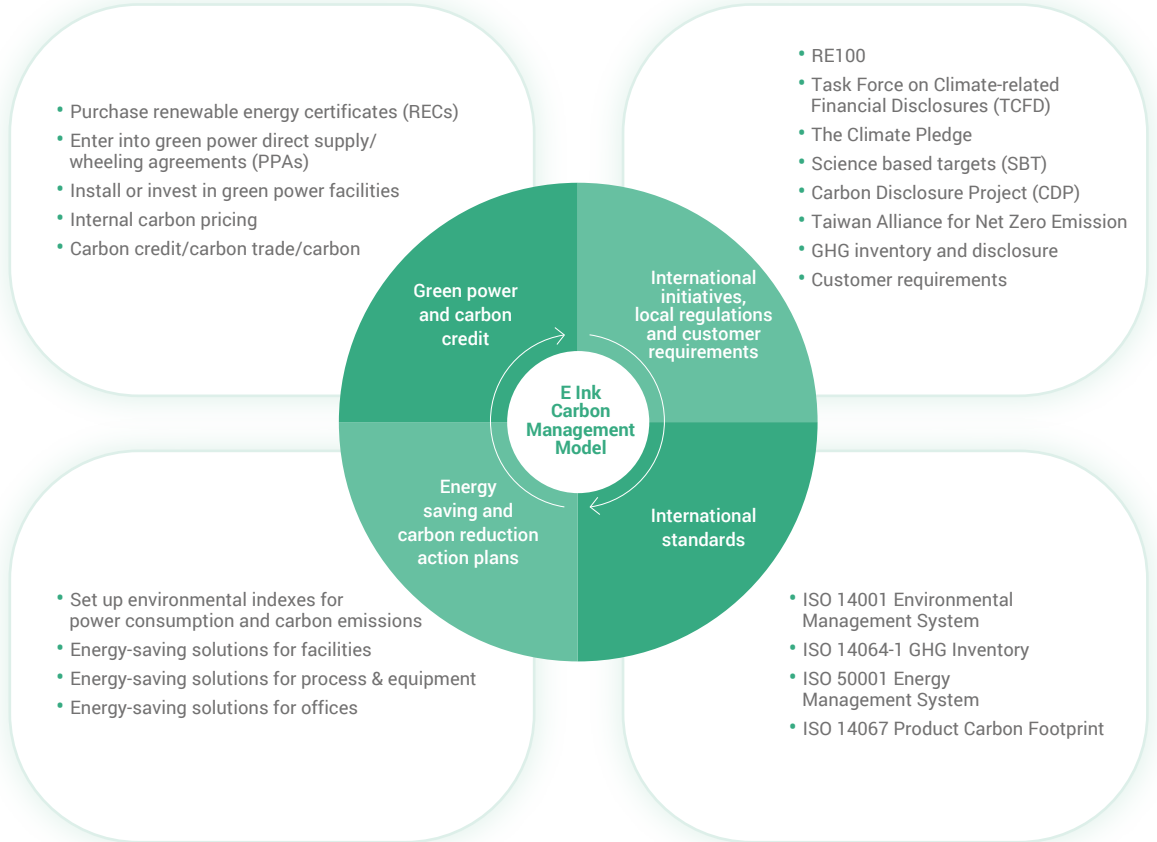 • Purchase renewable energy certificates (RECs)
• Enter into green power direct supply/
wheeling agreements (PPAs)
• Install or invest in green power facilities
• Internal carbon pricing
• Carbon credit/carbon trade/carbon
• RE100
• Task Force on Climate-related
Financial Disclosures (TCFD)
• The Climate Pledge
• Science based targets (SBT)
• Carbon Disclosure Project (CDP)
• Taiwan Alliance for Net Zero Emission
• GHG inventory and disclosure
• Customer requirements
Green power
and carbon
credit
International
initiatives,
local regulations
and customer
requirements
E Ink
Carbon
Management
Model
Energy
saving and
carbon reduction
action plans
International
standards
• Set up environmental indexes for
power consumption and carbon emissions
• Energy-saving solutions for facilities
• Energy-saving solutions for process & equipment
• Energy-saving solutions for offices
• ISO 14001 Environmental
Management System
• ISO 14064-1 GHG Inventory
• ISO 50001 Energy
Management System
• ISO 14067 Product Carbon Footprint